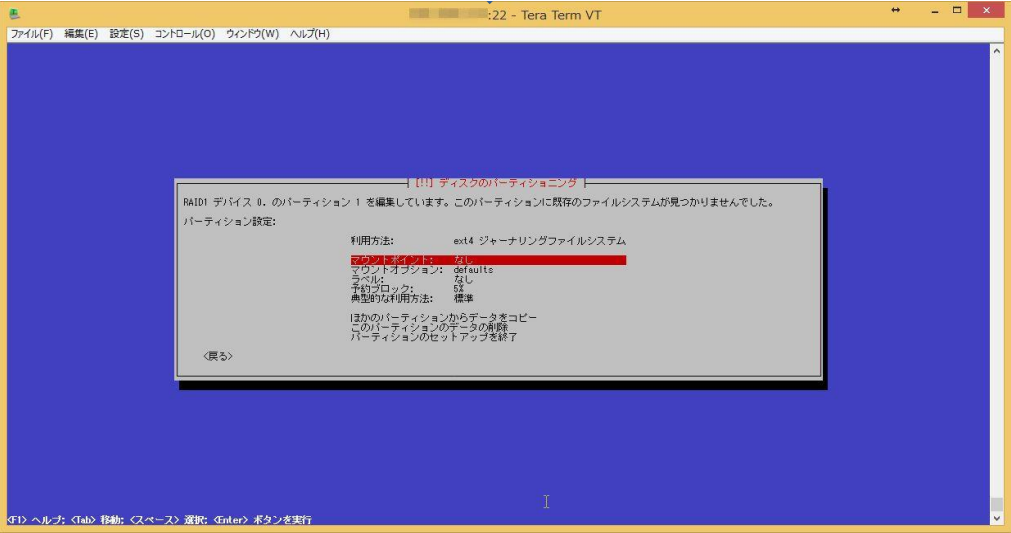 :22 - Tera Term VT
ファイル(F) 編集(E) 設定(S) コントロール(O) ウィンドウ(W) ヘルプ(H)
[!!] ディスクのパーティショニング
RAID1 デバイス 0. のパーティション 1 を編集しています。このパーティションに既存のファイルシステムが見つかりませんでした。
パーティション設定:
利用方法: ext4 ジャーナリングファイルシステム
マウントポイント: なし
マウントオプション: defaults
ラベル: なし
予約ブロック: 5%
典型的な利用方法: 標準
ほかのパーティションからデータをコピー
このパーティションのデータの削除
パーティションのセットアップを終了
<戻る>
<F1> ヘルプ; <Tab> 移動; <スペース> 選択; <Enter> ボタンを実行